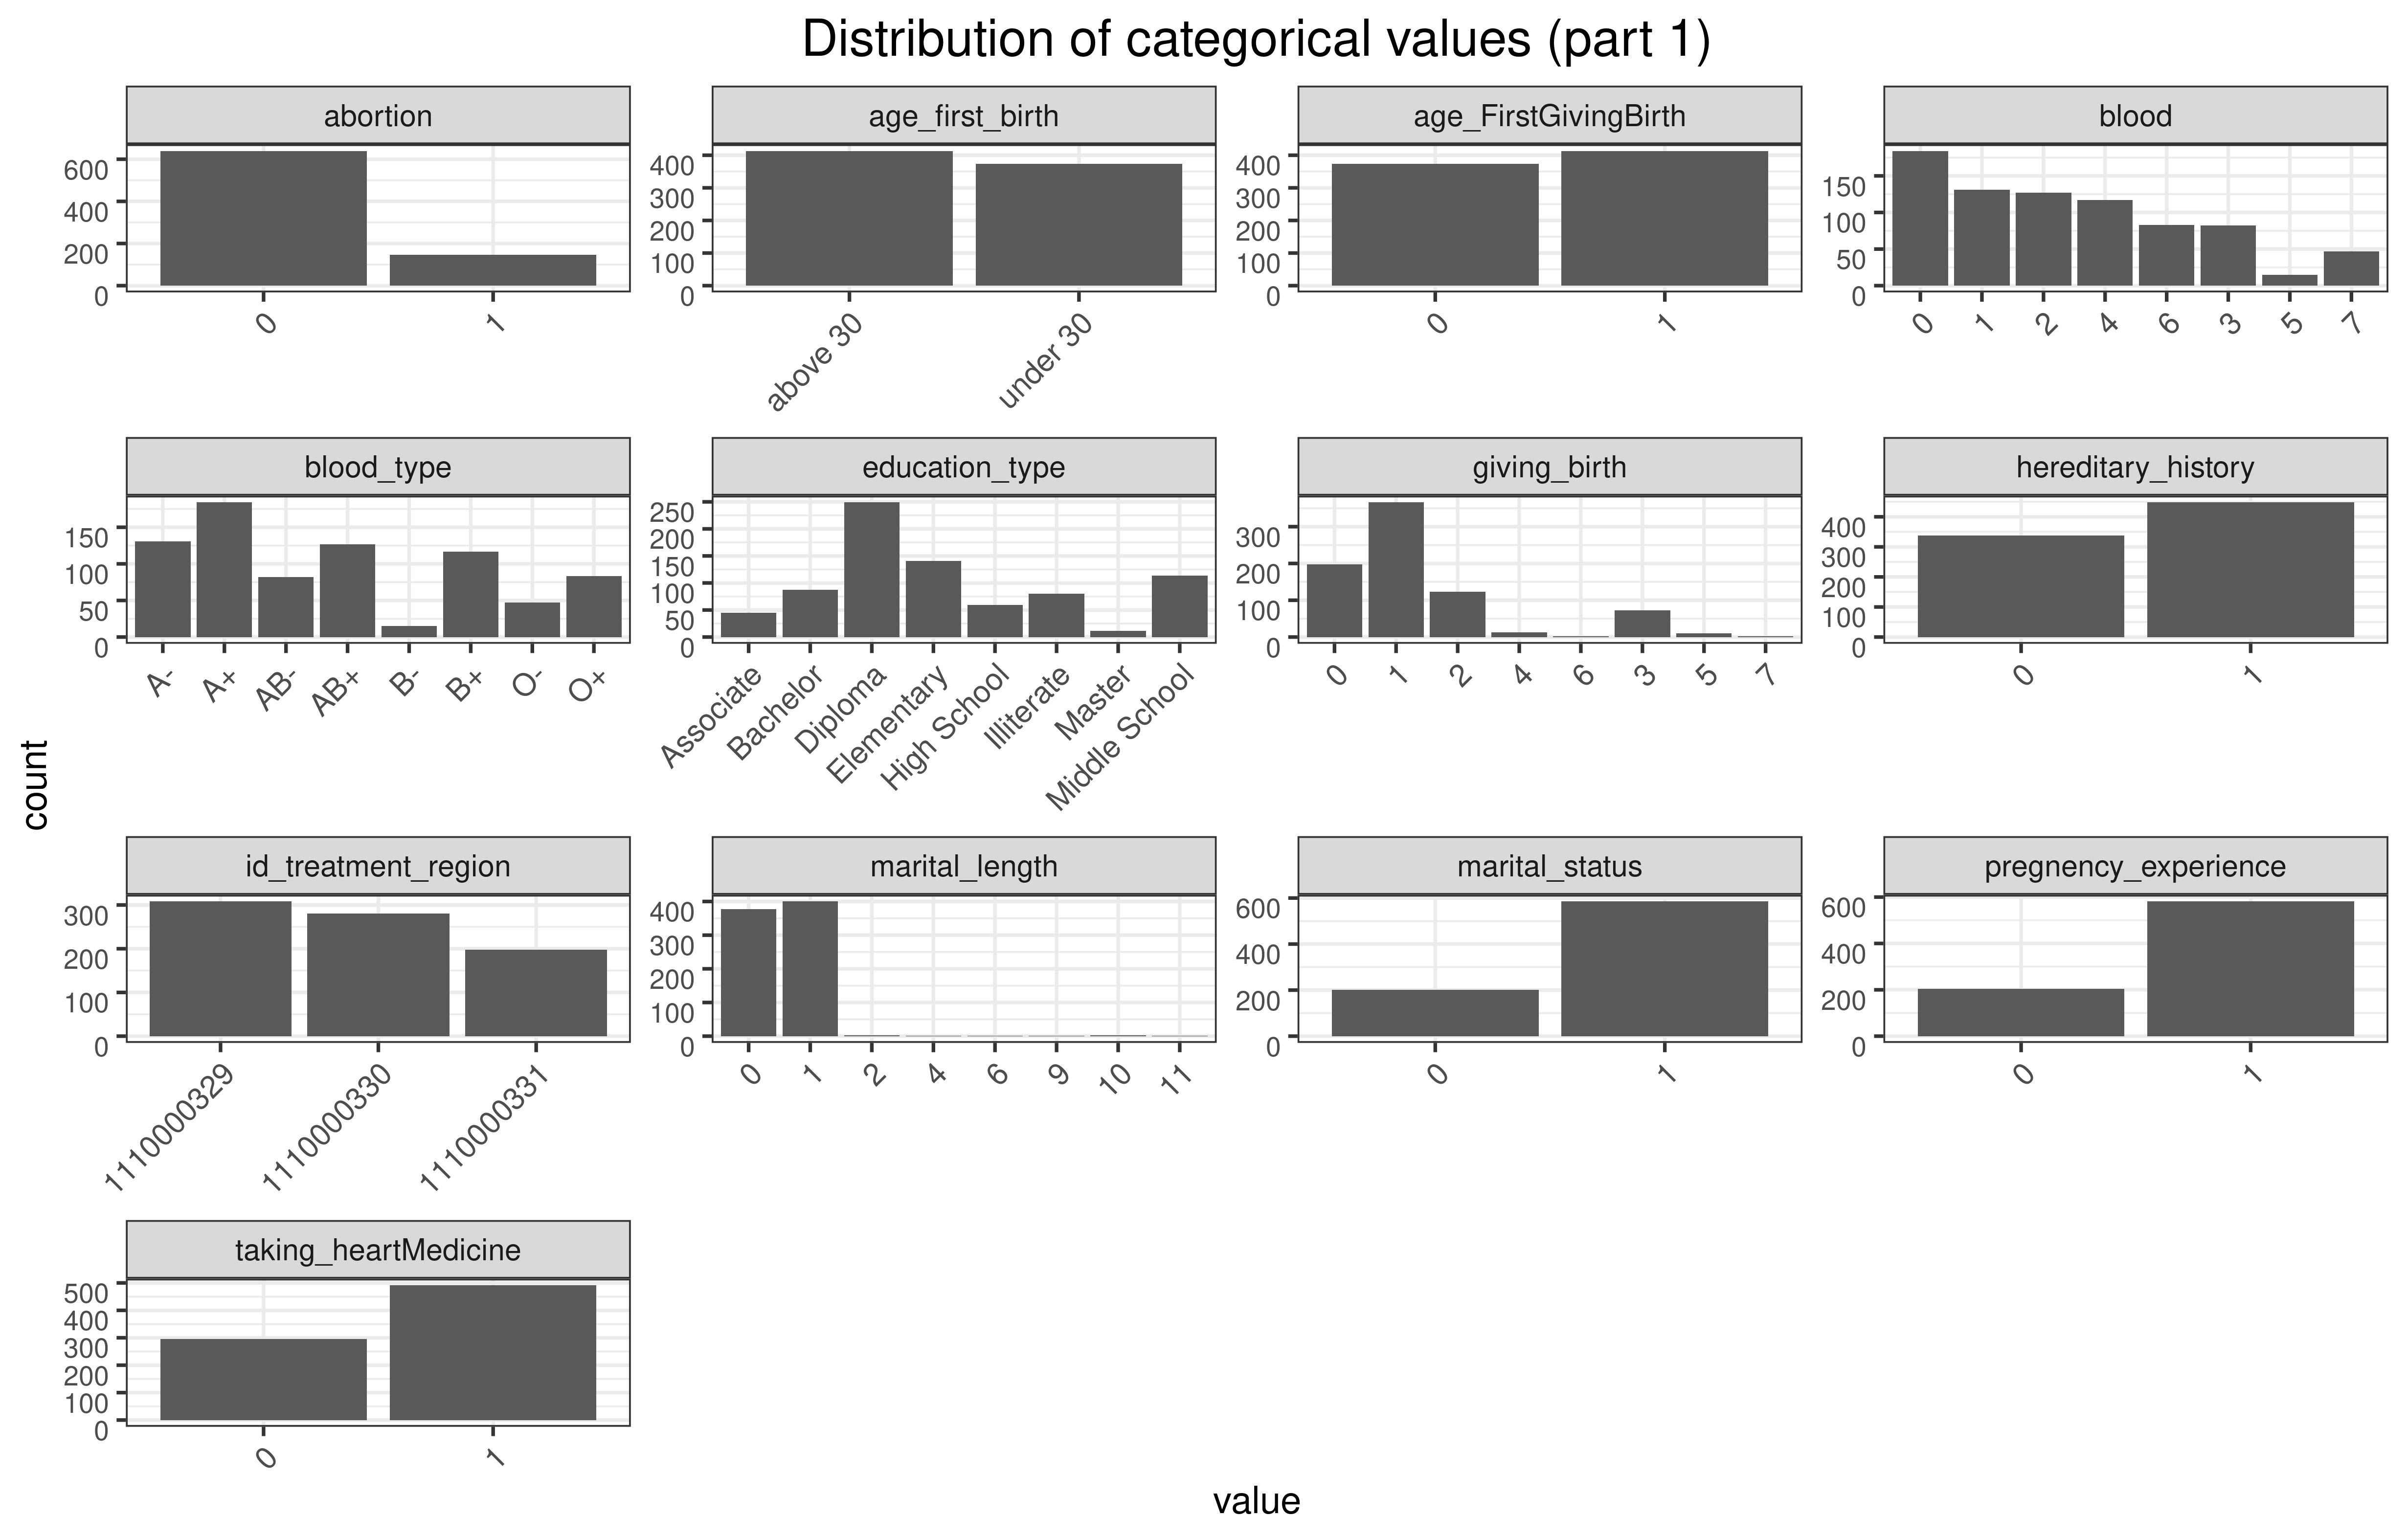 Distribution of categorical values (part 1)
abortion
600
400
200
0
0 1
age_first_birth
400
300
200
100
0
above 30 under 30
age_FirstGivingBirth
400
300
200
100
0
0 1
blood
150
100
50
0
0 1 2 4 6 3 5 7
blood_type
150
100
50
0
A- A+ AB- AB+ B- B+ O- O+
education_type
250
200
150
100
50
0
Associate Bachelor Diploma Elementary High School Illiterate Master Middle School
giving_birth
300
200
100
0
0 1 2 4 6 3 5 7
hereditary_history
400
300
200
100
0
0 1
count
id_treatment_region
300
200
100
0
1110000329 1110000330 1110000331
marital_length
400
300
200
100
0
0 1 2 4 6 9 10 11
marital_status
600
400
200
0
0 1
pregnency_experience
600
400
200
0
0 1
taking_heartMedicine
500
400
300
200
100
0
0 1
value